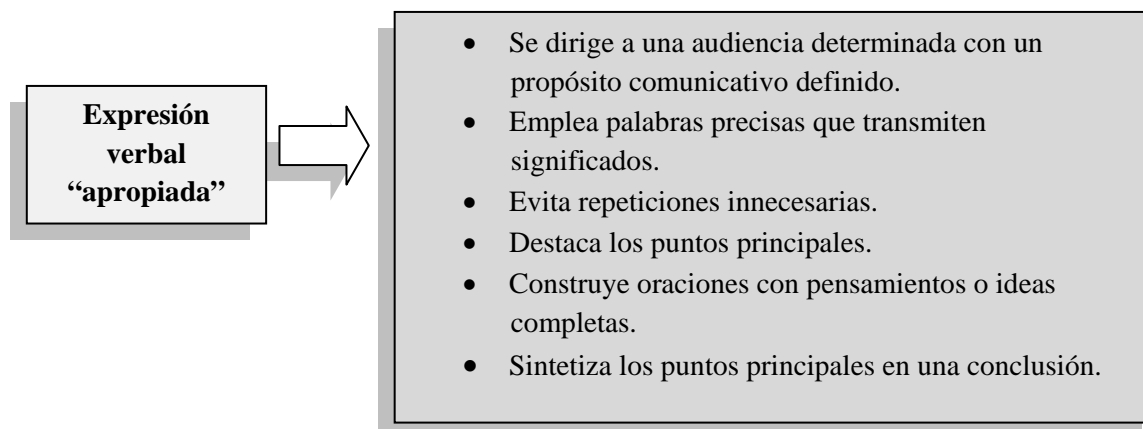 Expresión
verbal
“apropiada”
• Se dirige a una audiencia determinada con un
propósito comunicativo definido.
• Emplea palabras precisas que transmiten
significados.
• Evita repeticiones innecesarias.
• Destaca los puntos principales.
• Construye oraciones con pensamientos o ideas
completas.
• Sintetiza los puntos principales en una conclusión.